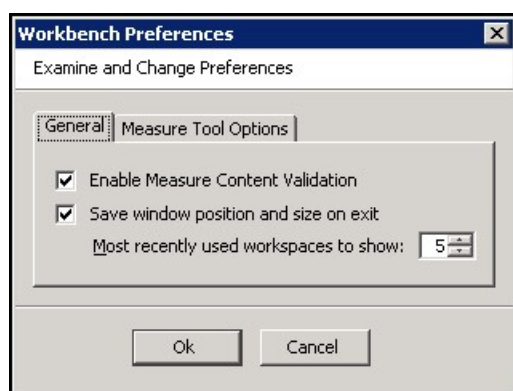 Workbench Preferences
Examine and Change Preferences
General Measure Tool Options
Enable Measure Content Validation
Save window position and size on exit
Most recently used workspaces to show: 5
Ok Cancel